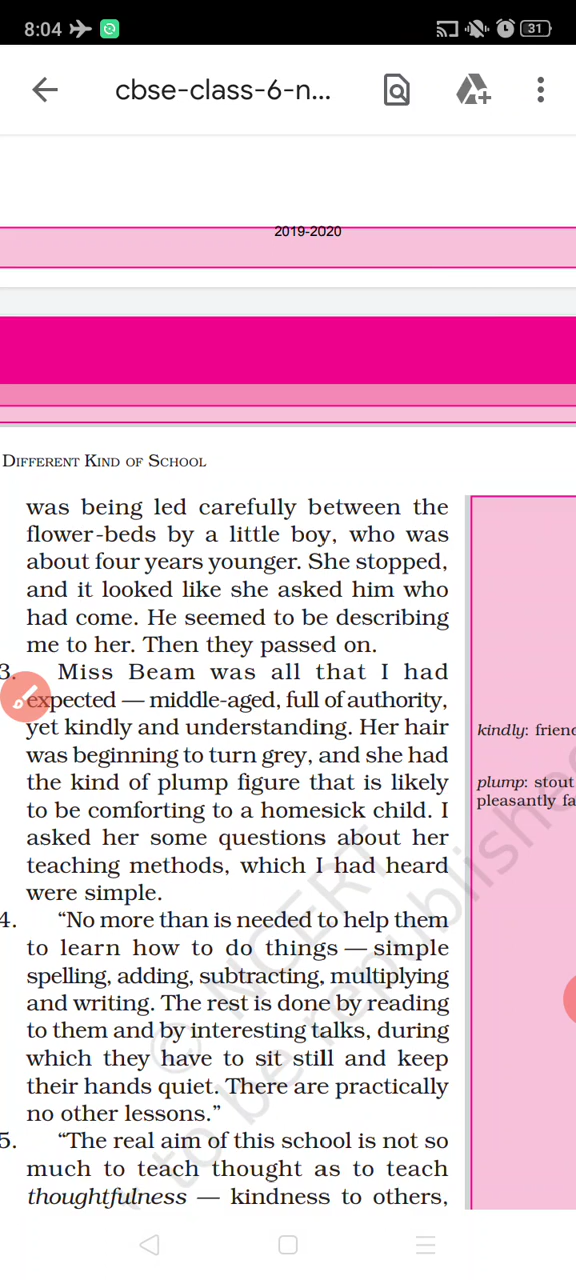 8:04
31
cbse-class-6-n...
2019-2020
DIFFERENT KIND OF SCHOOL
was being led carefully between the
flower-beds by a little boy, who was
about four years younger. She stopped,
and it looked like she asked him who
had come. He seemed to be describing
me to her. Then they passed on.
3. Miss Beam was all that I had
expected — middle-aged, full of authority,
yet kindly and understanding. Her hair
was beginning to turn grey, and she had
the kind of plump figure that is likely
to be comforting to a homesick child. I
asked her some questions about her
teaching methods, which I had heard
were simple.
4. “No more than is needed to help them
to learn how to do things — simple
spelling, adding, subtracting, multiplying
and writing. The rest is done by reading
to them and by interesting talks, during
which they have to sit still and keep
their hands quiet. There are practically
no other lessons.”
5. “The real aim of this school is not so
much to teach thought as to teach
thoughtfulness — kindness to others,
kindly:
plump: stout
pleasantly
© NCERT
to be republished